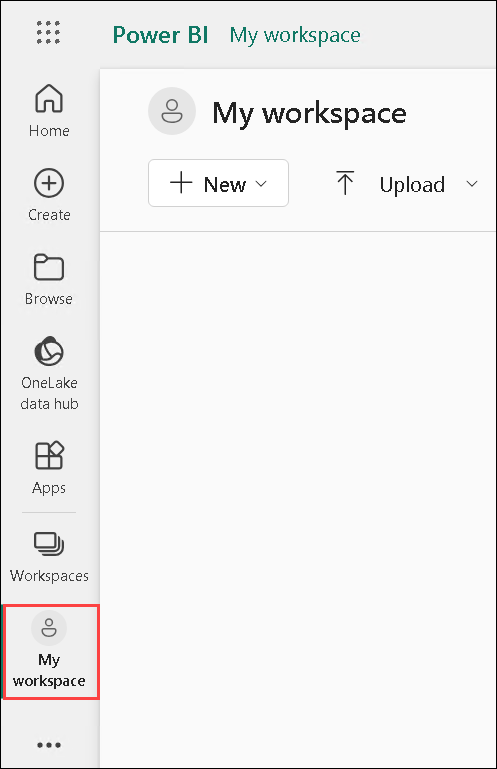 Power BI My workspace
My workspace
New
Upload
Home
Create
Browse
OneLake
data hub
Apps
Workspaces
My
workspace